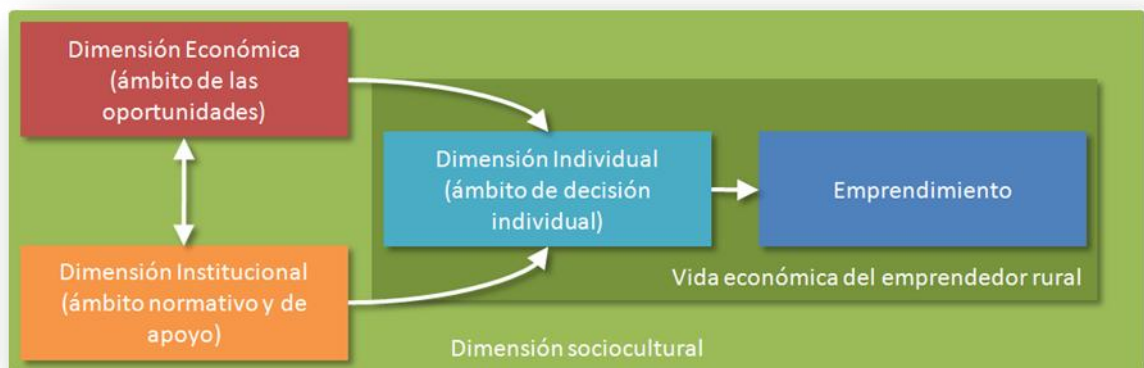 Dimensión Económica
(ámbito de las
oportunidades)
Dimensión Individual
(ámbito de decisión
individual)
Emprendimiento
Dimensión Institucional
(ámbito normativo y de
apoyo)
Vida económica del emprendedor rural
Dimensión sociocultural